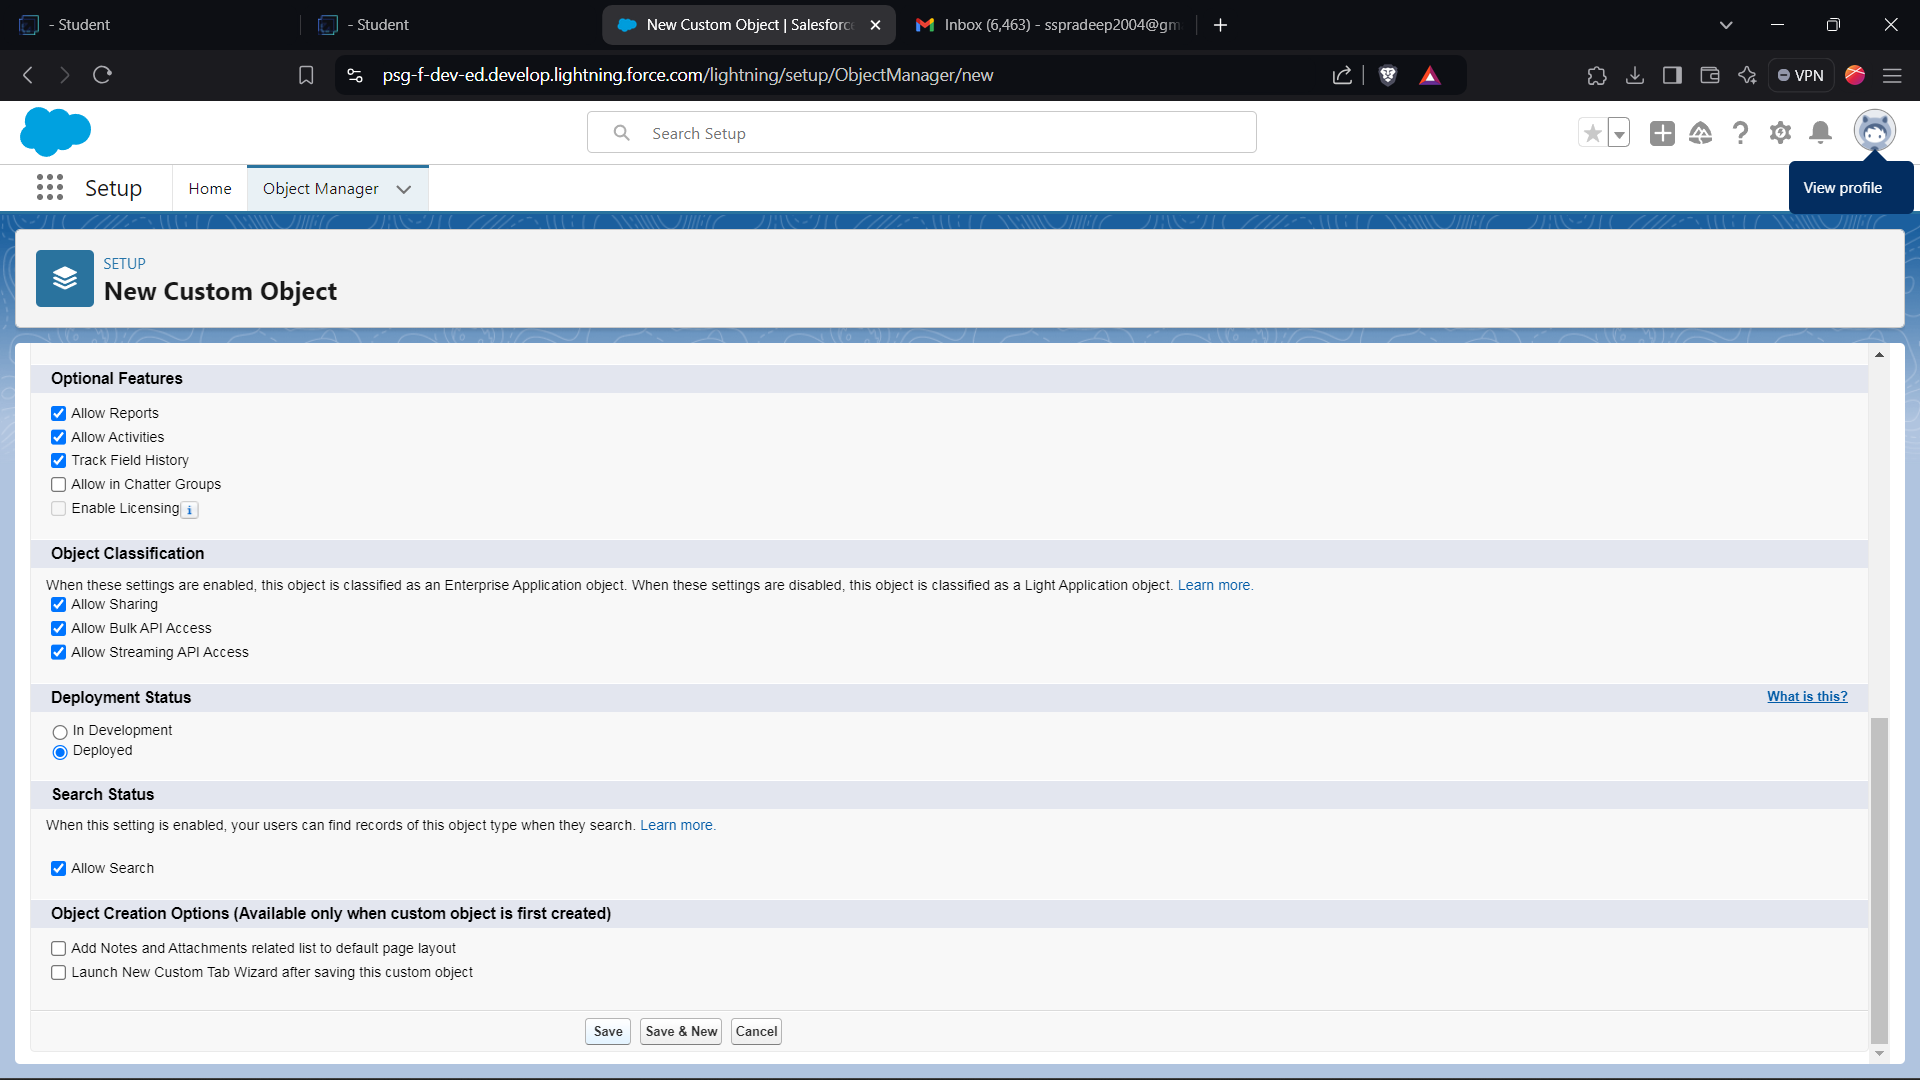 - Student
- Student
New Custom Object | Salesforce
Inbox (6,463) - sspradeep2004@gm
psg-f-dev-ed.develop.lightning.force.com/lightning/setup/ObjectManager/new
VPN
Search Setup
Setup
Home
Object Manager
View profile
SETUP
New Custom Object
Optional Features
Allow Reports
Allow Activities
Track Field History
Allow in Chatter Groups
Enable Licensing i
Object Classification
When these settings are enabled, this object is classified as an Enterprise Application object. When these settings are disabled, this object is classified as a Light Application object. Learn more.
Allow Sharing
Allow Bulk API Access
Allow Streaming API Access
Deployment Status
What is this?
In Development
Deployed
Search Status
When this setting is enabled, your users can find records of this object type when they search. Learn more.
Allow Search
Object Creation Options (Available only when custom object is first created)
Add Notes and Attachments related list to default page layout
Launch New Custom Tab Wizard after saving this custom object
Save
Save & New
Cancel